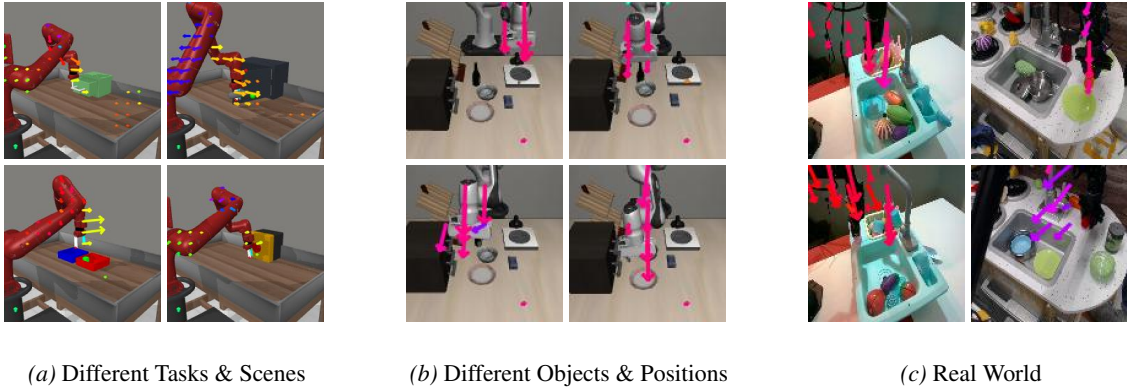 (a) Different Tasks & Scenes
(b) Different Objects & Positions
(c) Real World